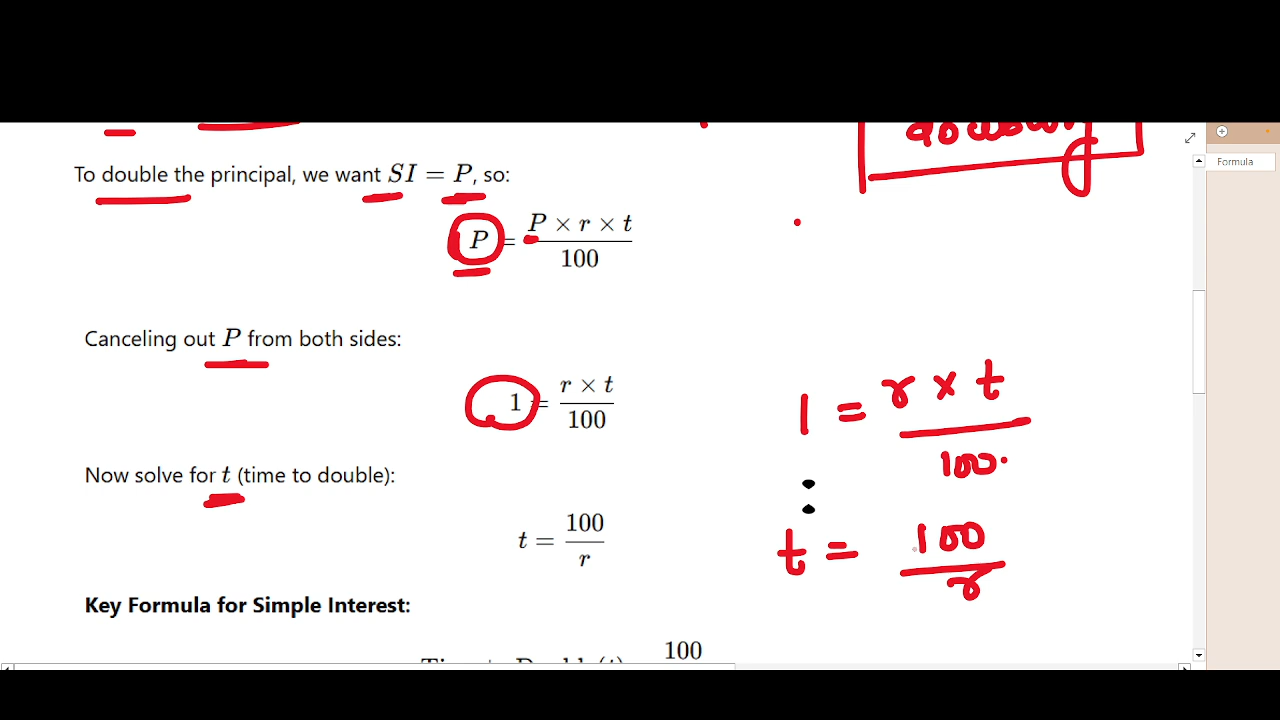 Formula
To double the principal, we want SI = P, so:
P = P × r × t / 100
Canceling out P from both sides:
1 = r × t / 100
1 = r × t / 100
Now solve for t (time to double):
t = 100 / r
t = 100 / r
Key Formula for Simple Interest:
100